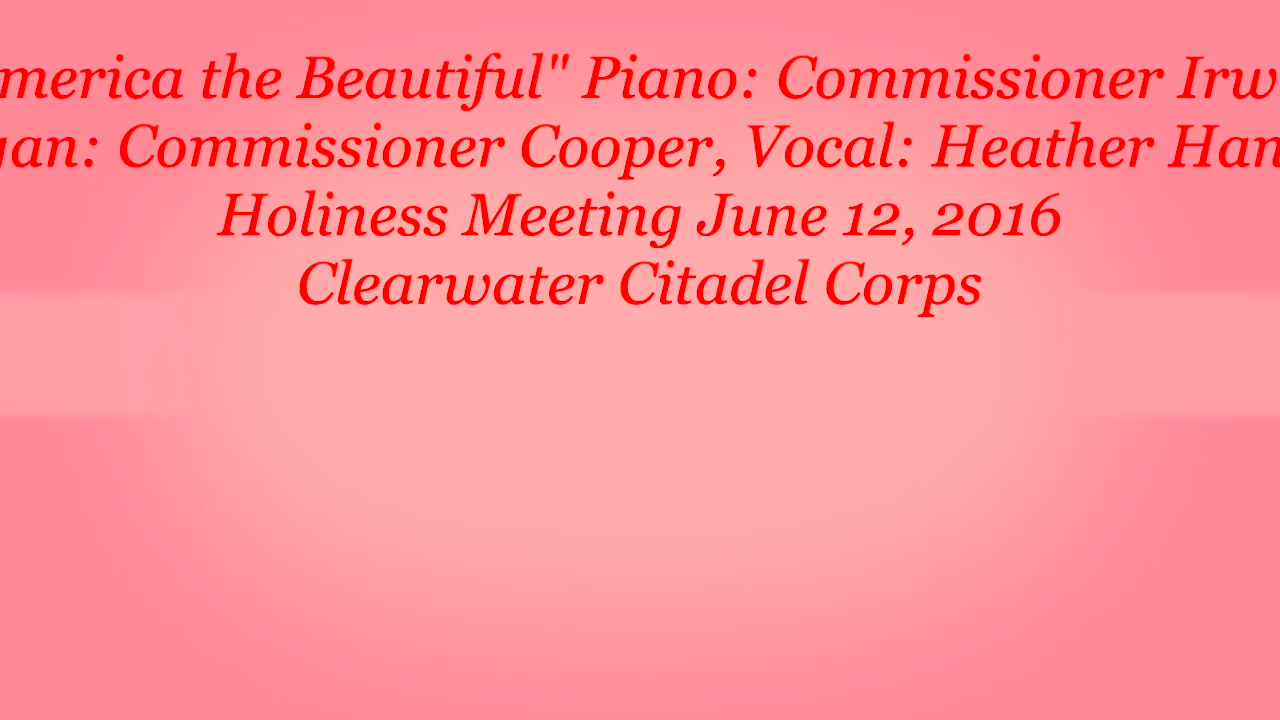 merica the Beautiful" Piano: Commissioner Irw
gan: Commissioner Cooper, Vocal: Heather Han
Holiness Meeting June 12, 2016
Clearwater Citadel Corps